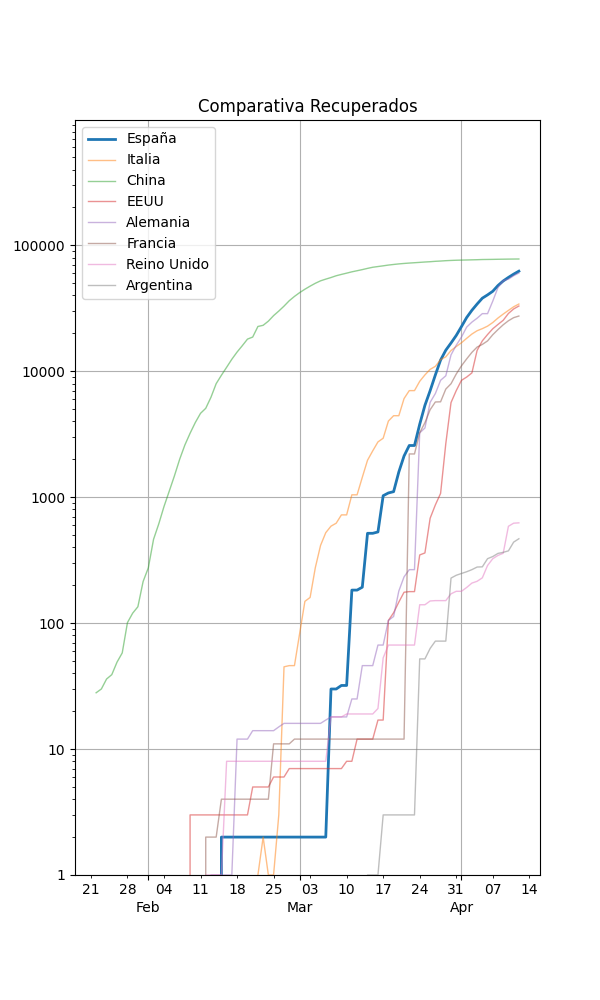 Comparativa Recuperados
España
Italia
China
EEUU
Alemania
Francia
Reino Unido
Argentina
100000
10000
1000
100
10
1
21 28 04 11 18 25 03 10 17 24 31 07 14
Feb Mar Apr